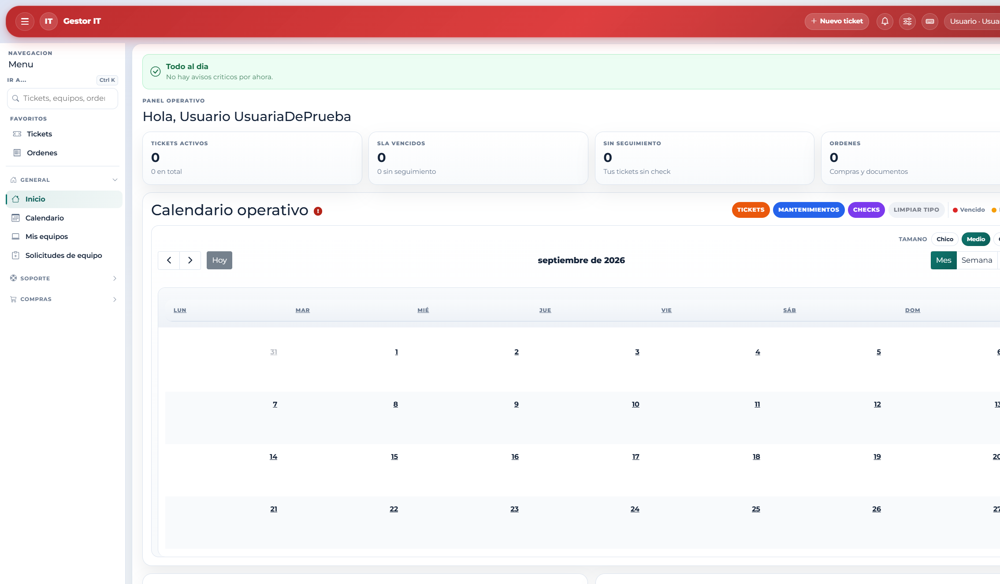 IT Gestor IT
+ Nuevo ticket
Usuario · Usua
NAVEGACION
Menu
IR A... Ctrl K
Tickets, equipos, order
FAVORITOS
Tickets
Ordenes
GENERAL
Inicio
Calendario
Mis equipos
Solicitudes de equipo
SOPORTE
COMPRAS
Todo al dia
No hay avisos criticos por ahora.
PANEL OPERATIVO
Hola, Usuario UsuariaDePrueba
TICKETS ACTIVOS
0
0 en total
SLA VENCIDOS
0
0 sin seguimiento
SIN SEGUIMIENTO
0
Tus tickets sin check
ORDENES
0
Compras y documentos
Calendario operativo
TICKETS MANTENIMIENTOS CHECKS LIMPIAR TIPO Vencido
TAMANO Chico Medio
Hoy septiembre de 2026 Mes Semana
LUN MAR MIÉ JUE VIE SÁB DOM
31 1 2 3 4 5 6
7 8 9 10 11 12 13
14 15 16 17 18 19 20
21 22 23 24 25 26 27